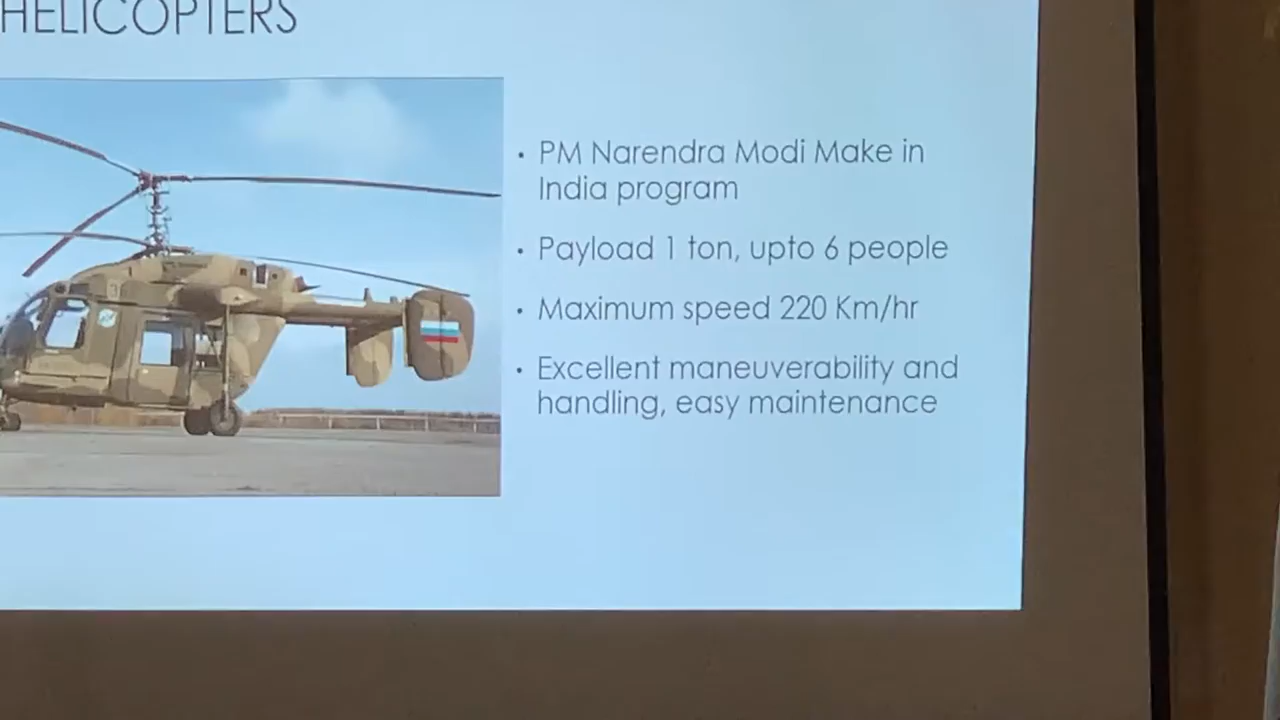 HELICOPTERS
• PM Narendra Modi Make in
India program
• Payload 1 ton, upto 6 people
• Maximum speed 220 Km/hr
• Excellent maneuverability and
handling, easy maintenance